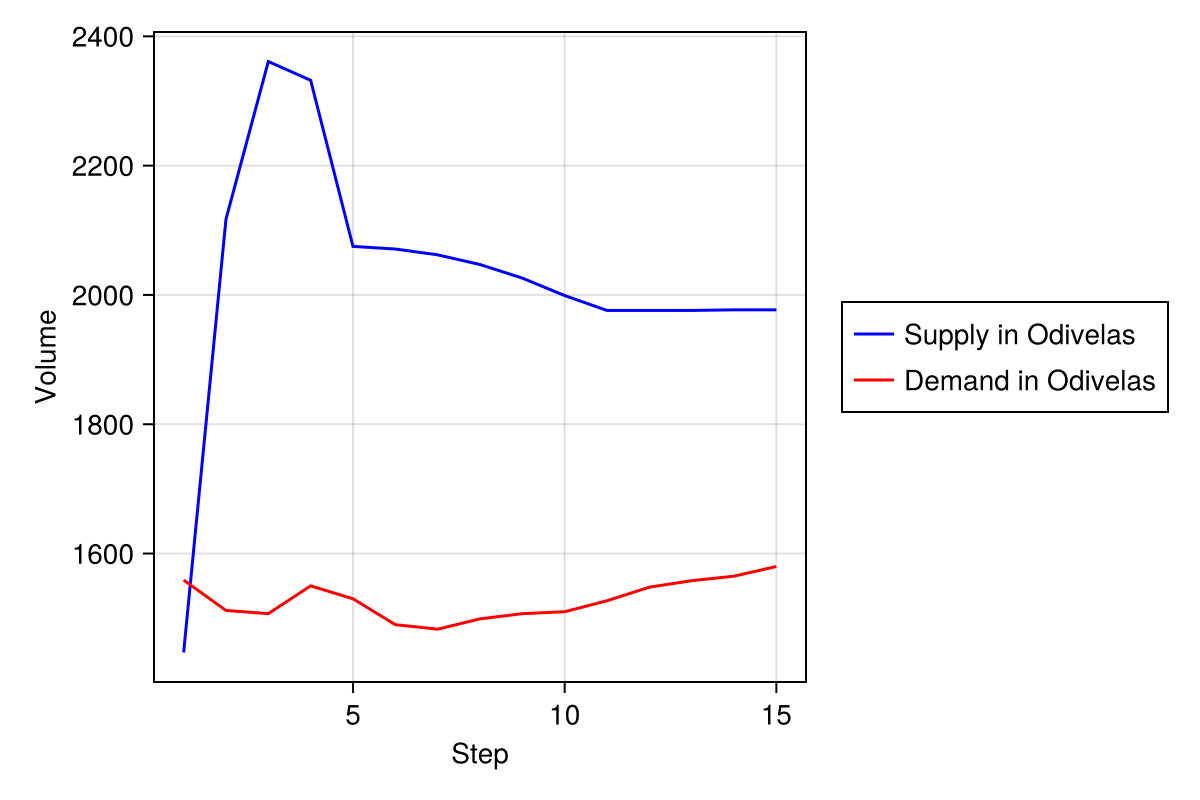 2400
2200
2000
1800
1600
Volume
5 10 15
Step
Supply in Odivelas
Demand in Odivelas